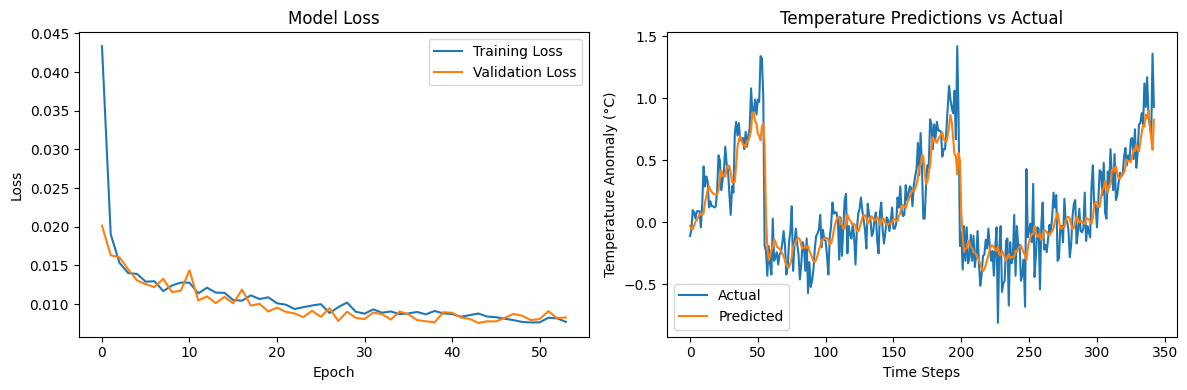 Model Loss
0.045
0.040
0.035
0.030
0.025
0.020
0.015
0.010
Loss
0
10
20
30
40
50
Epoch
Training Loss
Validation Loss
Temperature Predictions vs Actual
1.5
1.0
0.5
0.0
−0.5
Temperature Anomaly (°C)
0
50
100
150
200
250
300
350
Time Steps
Actual
Predicted